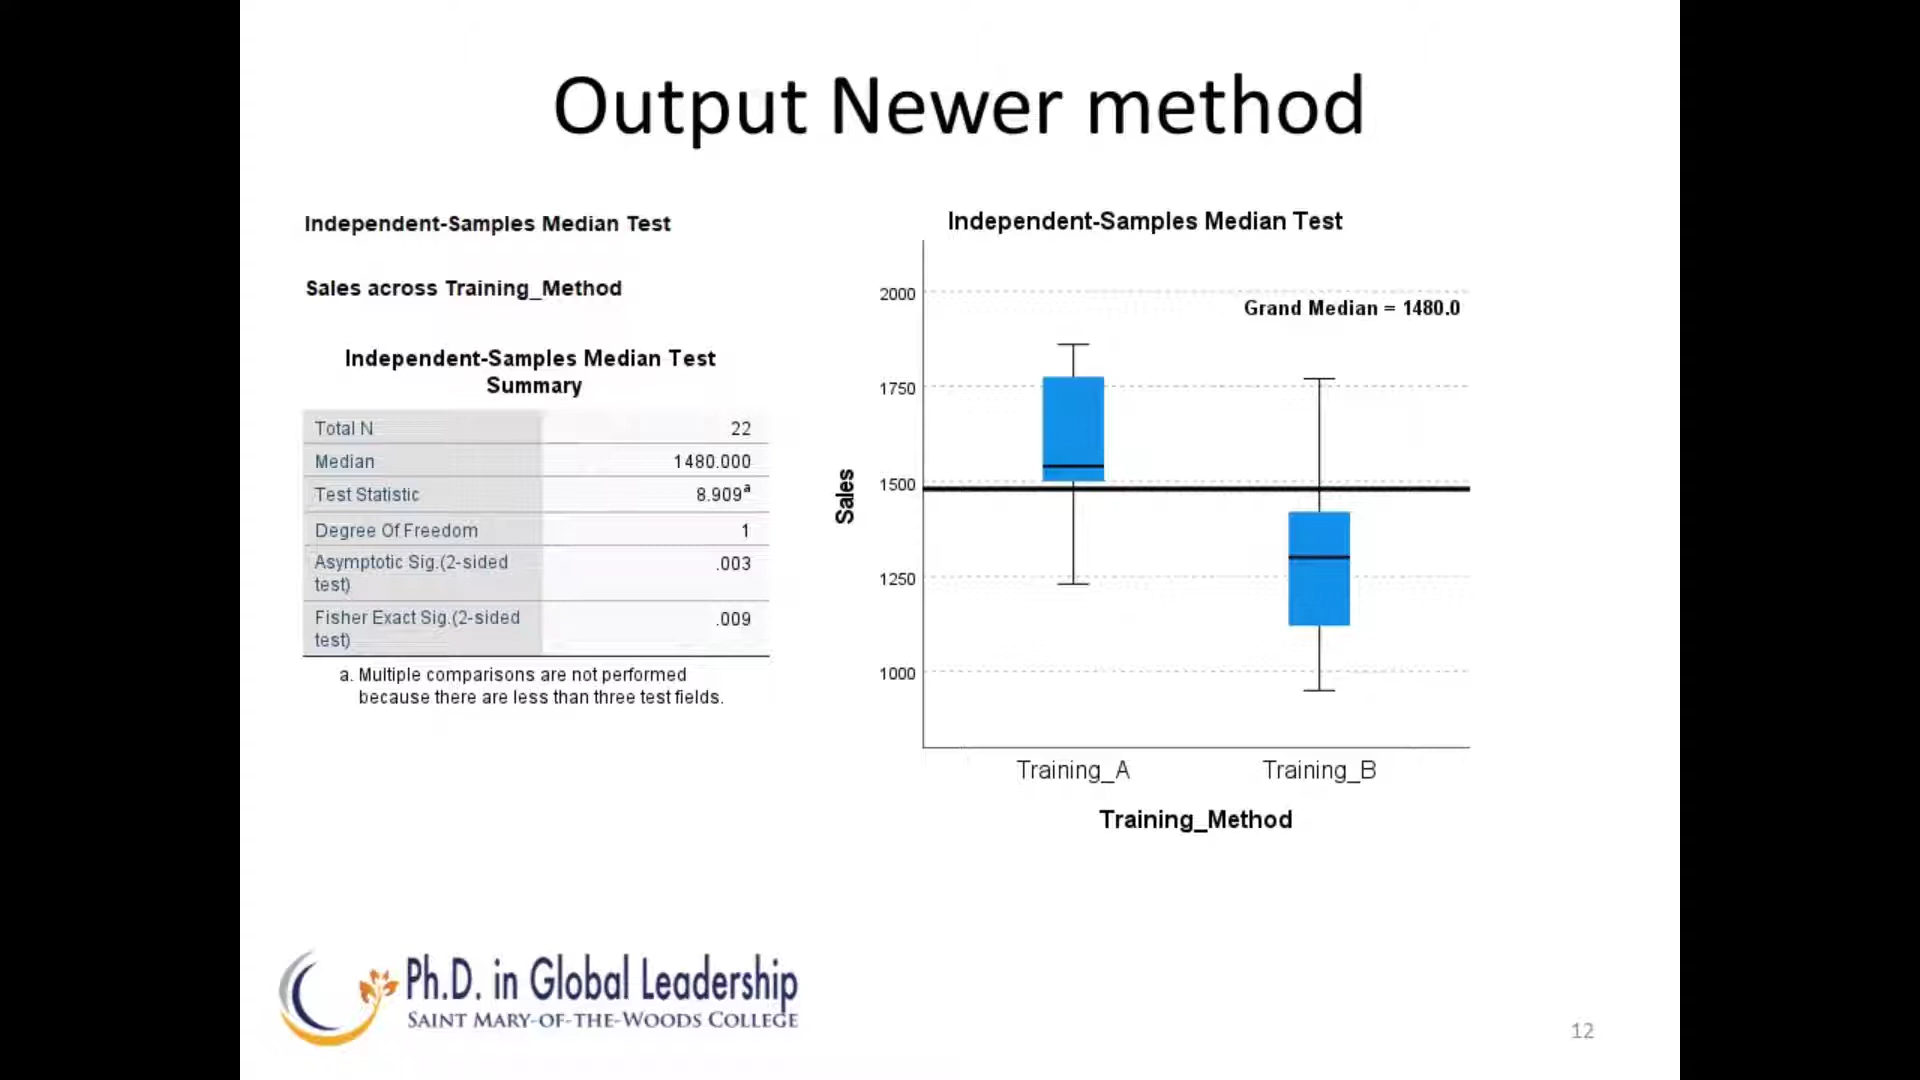 Output Newer method
Independent-Samples Median Test
Sales across Training_Method
Independent-Samples Median Test
Summary
Total N 22
Median 1480.000
Test Statistic 8.909a
Degree Of Freedom 1
Asymptotic Sig.(2-sided
test) .003
Fisher Exact Sig.(2-sided
test) .009
a. Multiple comparisons are not performed
because there are less than three test fields.
Independent-Samples Median Test
Grand Median = 1480.0
2000
1750
1500
1250
1000
Sales
Training_A Training_B
Training_Method
Ph.D. in Global Leadership
SAINT MARY-OF-THE-WOODS COLLEGE
12